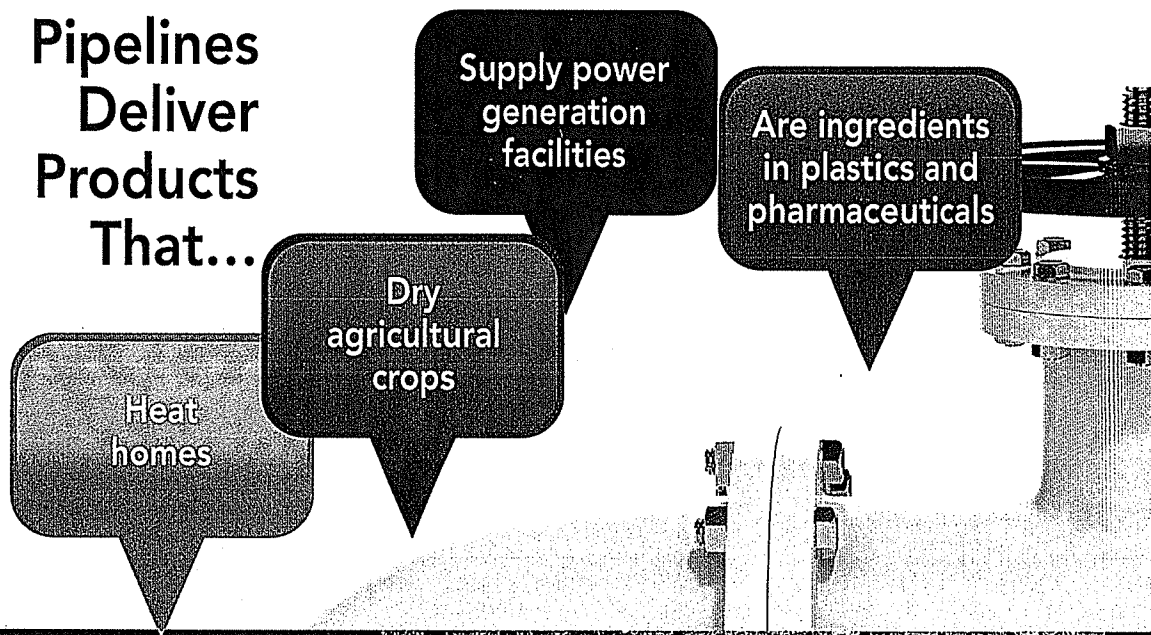 Pipelines
Deliver
Products
That...
Heat
homes
Dry
agricultural
crops
Supply power
generation
facilities
Are ingredients
in plastics and
pharmaceuticals